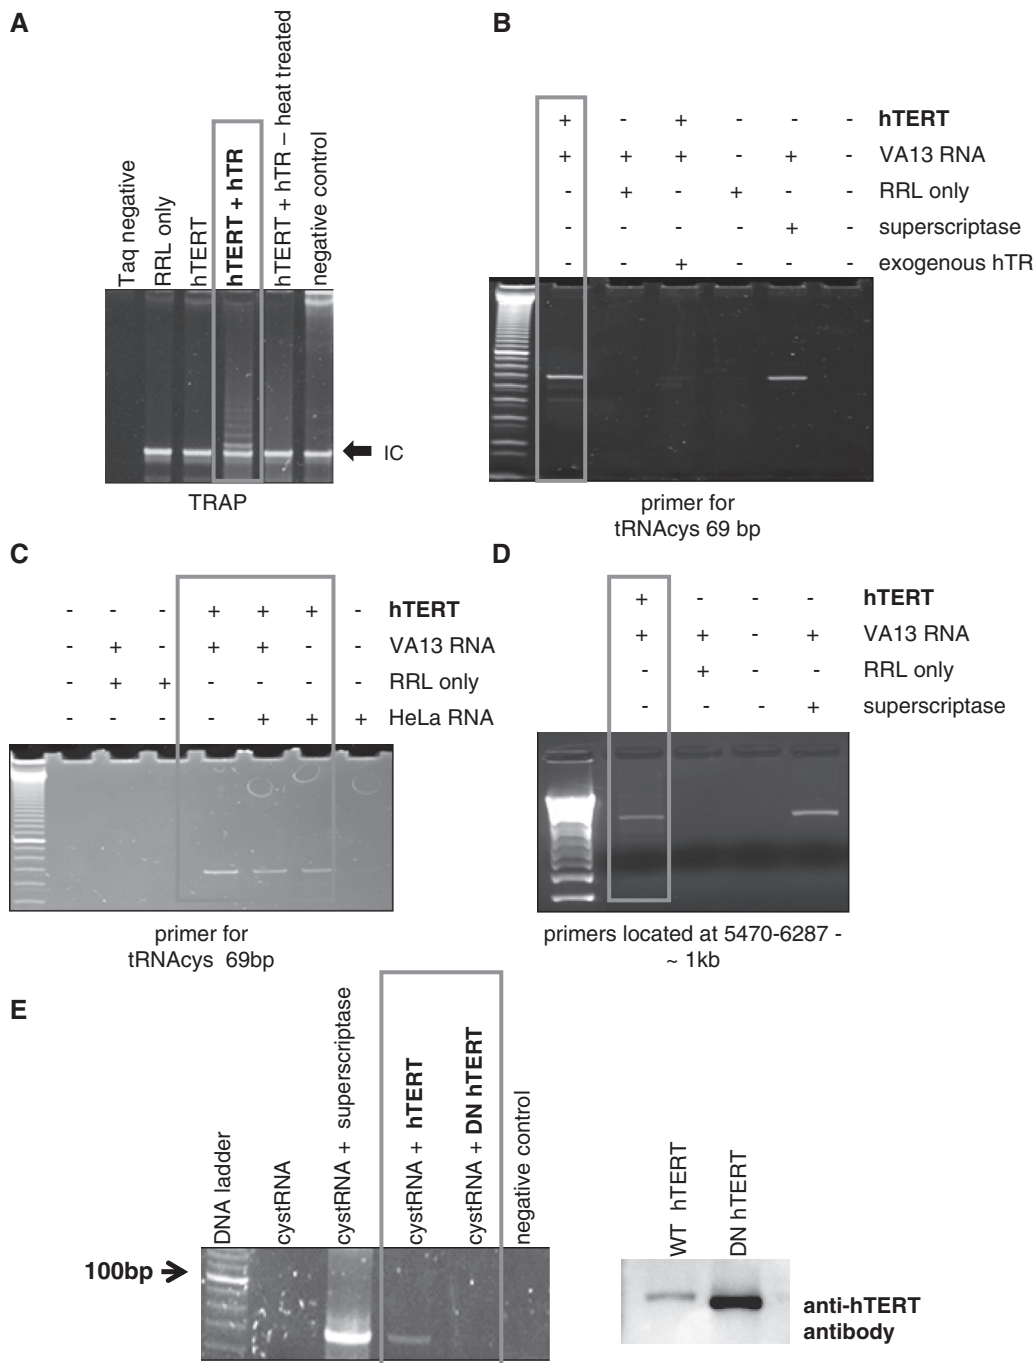 A
Taq negative
RRL only
hTERT
hTERT + hTR
hTERT + hTR – heat treated
negative control
IC
TRAP
B
+ - + - - - hTERT
+ + + - + - VA13 RNA
- + - + - - RRL only
- - - - + - superscriptase
- - + - - - exogenous hTR
primer for
tRNAcys 69 bp
C
- - - + + + - hTERT
- + - + + - - VA13 RNA
- + + - - - - RRL only
- - - - + + + HeLa RNA
primer for
tRNAcys 69bp
D
+ - - - hTERT
+ + - + VA13 RNA
- + - - RRL only
- - - + superscriptase
primers located at 5470-6287 -
~ 1kb
E
DNA ladder
cystRNA
cystRNA + superscriptase
cystRNA + hTERT
cystRNA + DN hTERT
negative control
100bp
WT hTERT
DN hTERT
anti-hTERT
antibody